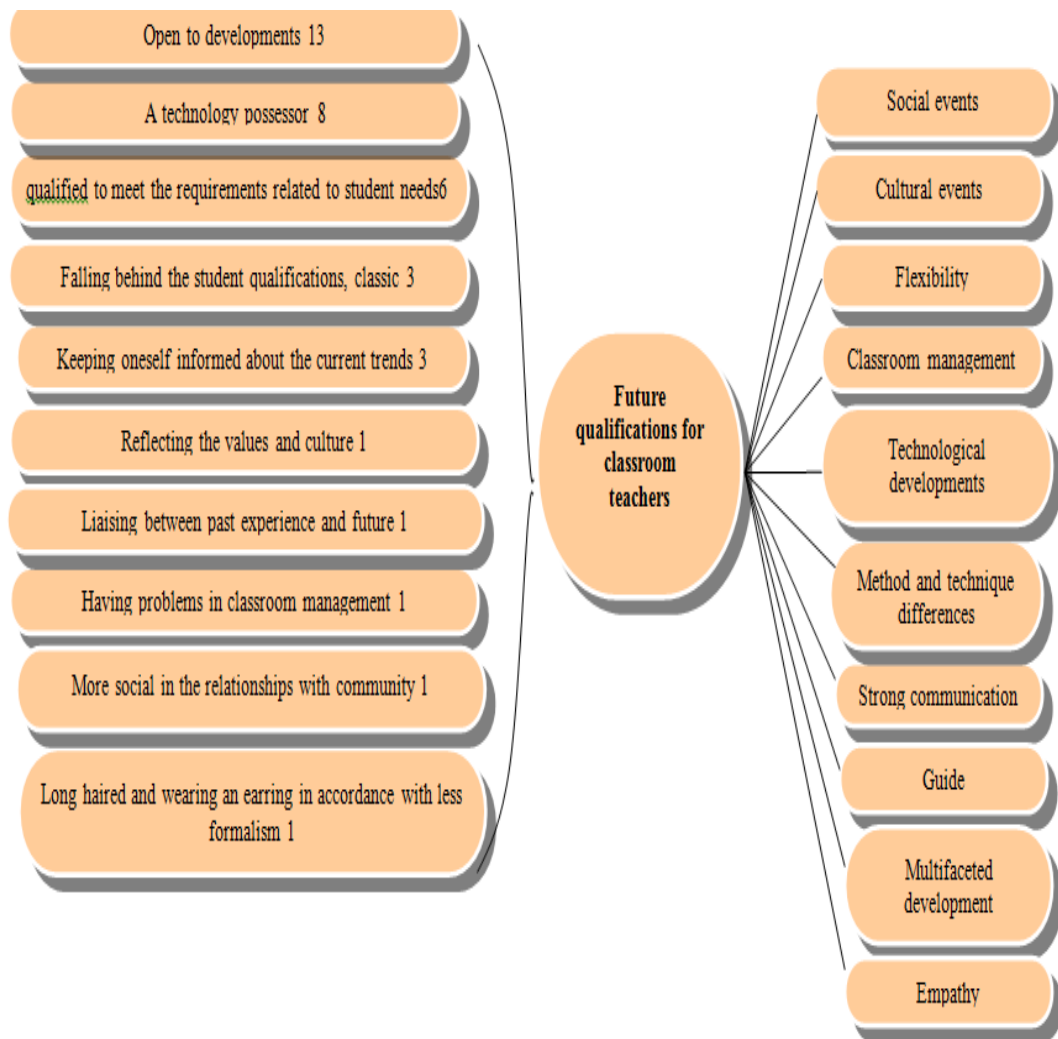 Open to developments 13
A technology possessor 8
qualified to meet the requirements related to student needs6
Falling behind the student qualifications, classic 3
Keeping oneself informed about the current trends 3
Reflecting the values and culture 1
Liaising between past experience and future 1
Having problems in classroom management 1
More social in the relationships with community 1
Long haired and wearing an earring in accordance with less
formalism 1
Future
qualifications for
classroom
teachers
Social events
Cultural events
Flexibility
Classroom management
Technological
developments
Method and technique
differences
Strong communication
Guide
Multifaceted
development
Empathy